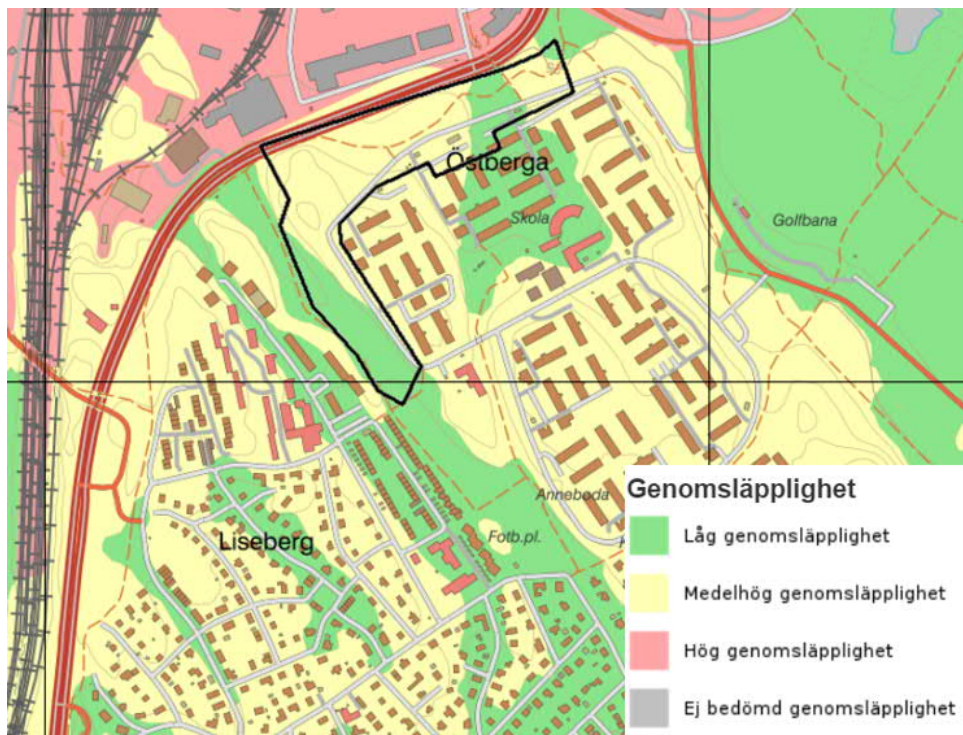 Östberga
Skola
Golfbana
Anneboda
Fotb.pl.
Liseberg
Genomsläpplighet
Låg genomsläpplighet
Medelhög genomsläpplighet
Hög genomsläpplighet
Ej bedömd genomsläpplighet